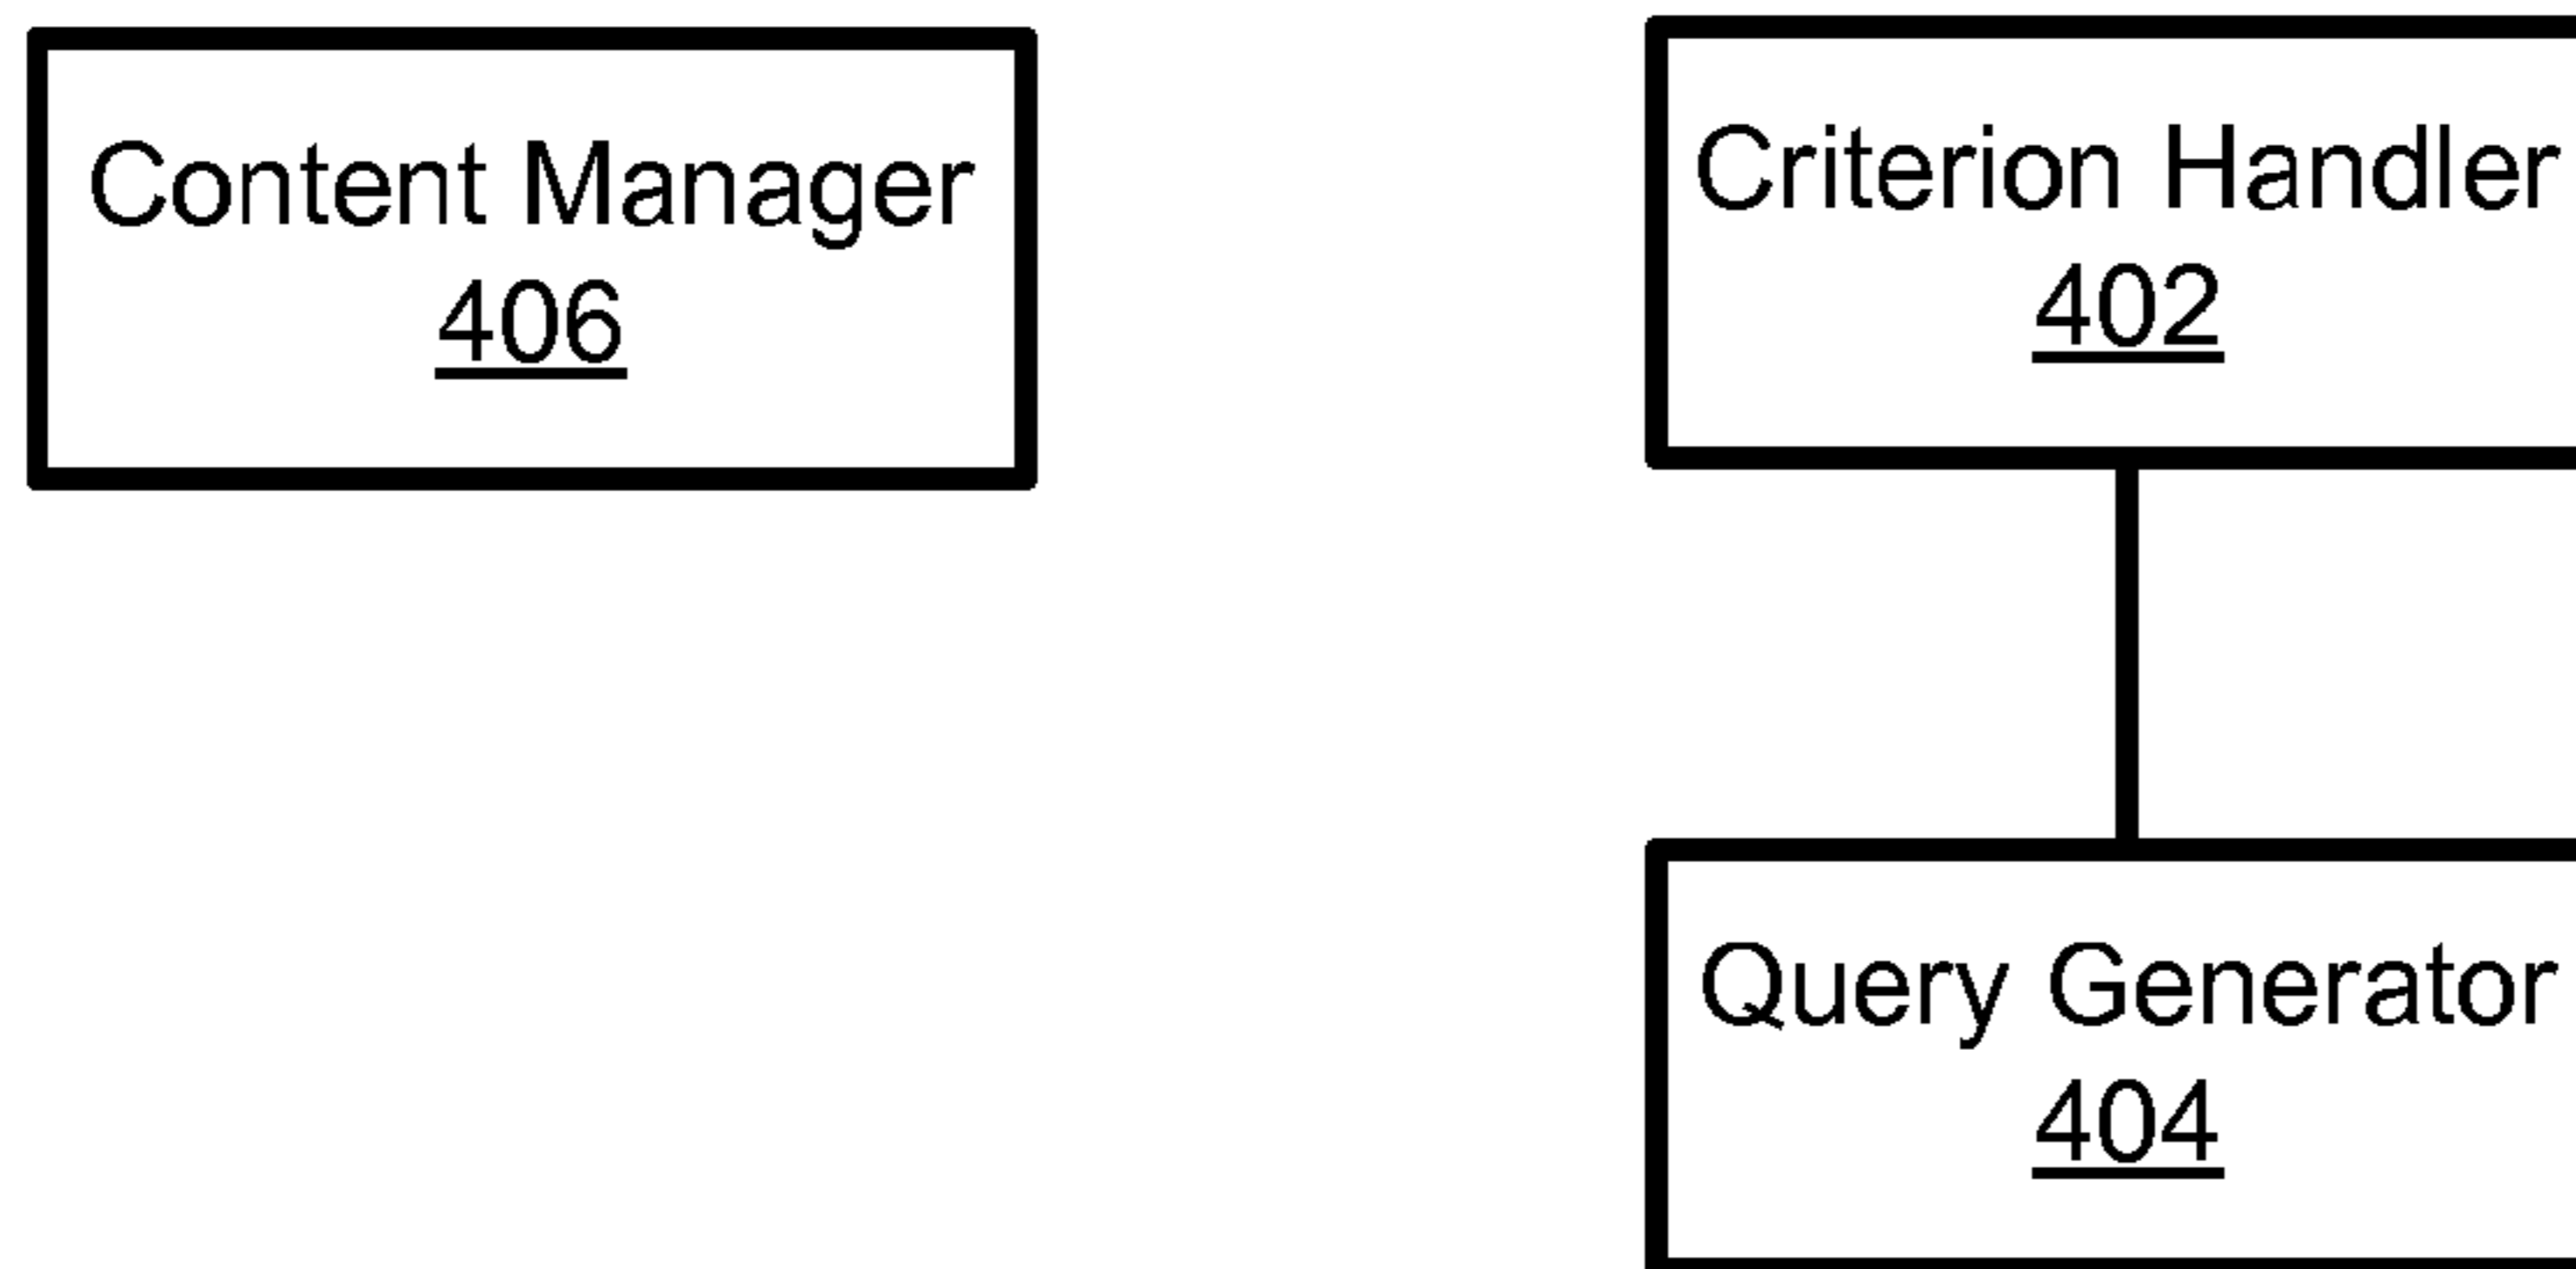 Content Manager
406
Criterion Handler
402
Query Generator
404